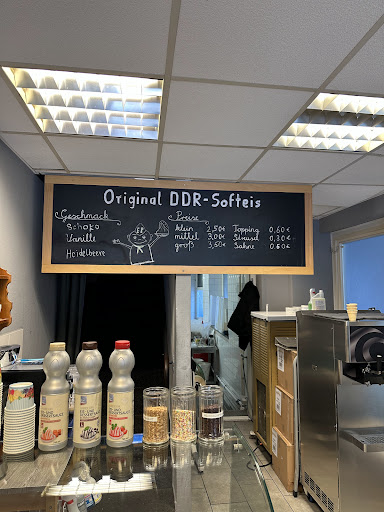 Original DDR-Softeis
Geschmack
Schoko
Vanille
Heidelbeere
Preise
klein 2,50€
mittel 3,00€
groß 3,50€
Topping 0,60€
Streusel 0,30€
Sahne 0,60€